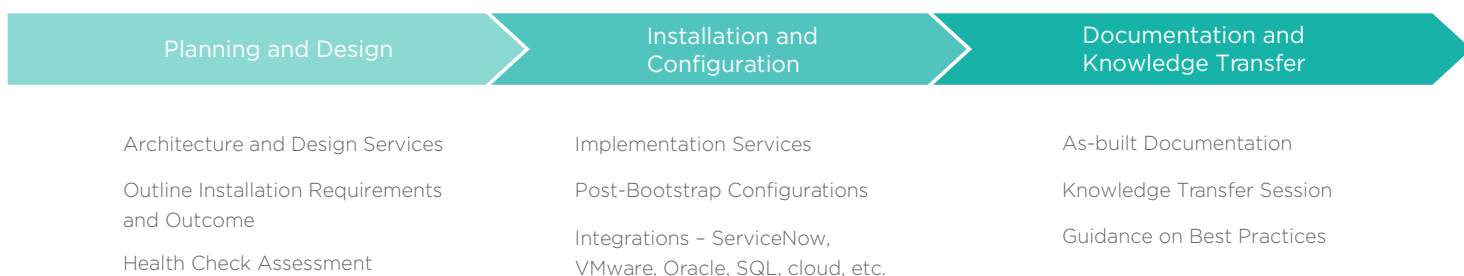 Planning and Design
Installation and
Configuration
Documentation and
Knowledge Transfer
Architecture and Design Services
Outline Installation Requirements
and Outcome
Health Check Assessment
Implementation Services
Post-Bootstrap Configurations
Integrations – ServiceNow,
VMware, Oracle, SQL, cloud, etc.
As-built Documentation
Knowledge Transfer Session
Guidance on Best Practices